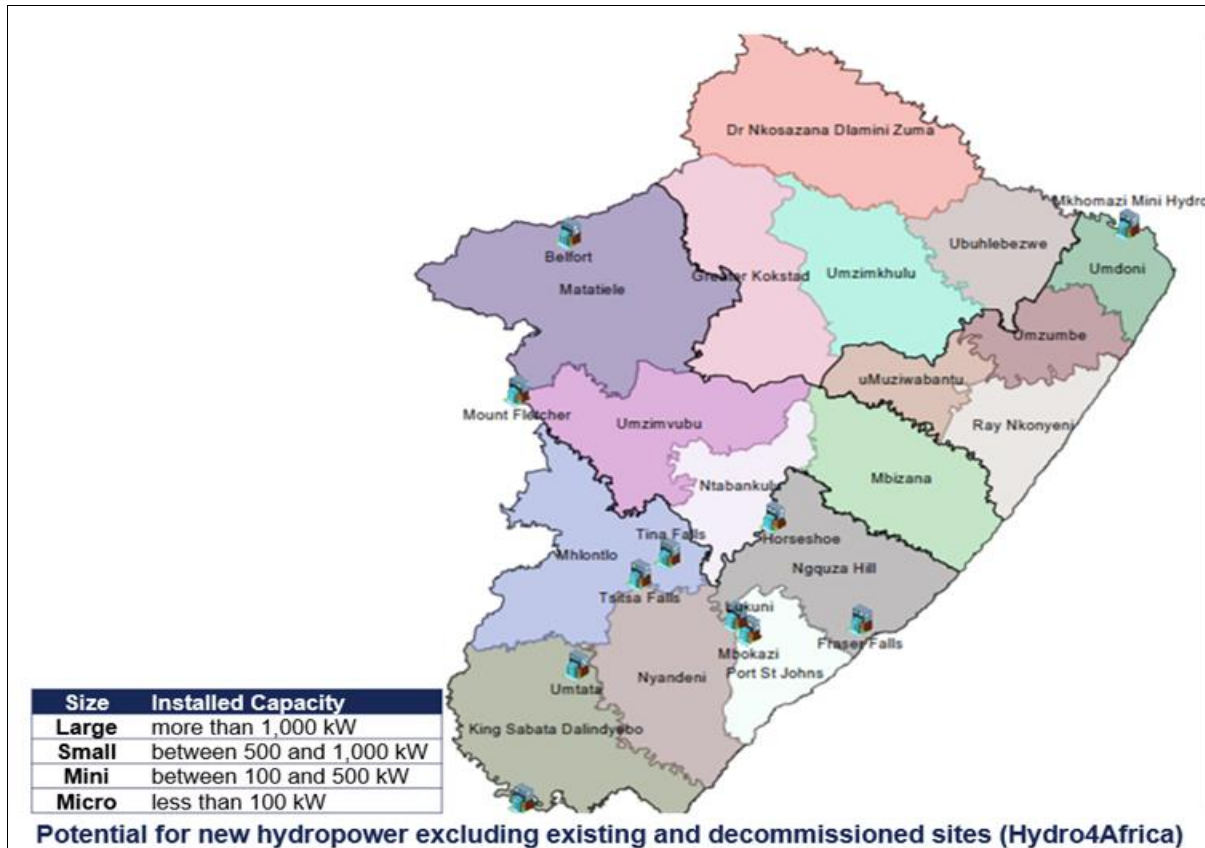 Dr Nkosazana Dlamini Zuma
Mkhomazi Mini Hydro
Ubuhlebezwe
Belfort
Greater Kokstad
Umzimkhulu
Umdoni
Matatiele
Umzumbe
uMuziwabantu
Mount Fletcher
Umzimvubu
Ray Nkonyeni
Ntabankulu
Mbizana
Tina Falls
Horseshoe
Mhlontlo
Ngquza Hill
Tsitsa Falls
Lukuni
Fraser Falls
Mbokazi
Port St Johns
Nyandeni
Umtata
King Sabata Dalindyebo
Size Installed Capacity
Large more than 1,000 kW
Small between 500 and 1,000 kW
Mini between 100 and 500 kW
Micro less than 100 kW
Potential for new hydropower excluding existing and decommissioned sites (Hydro4Africa)